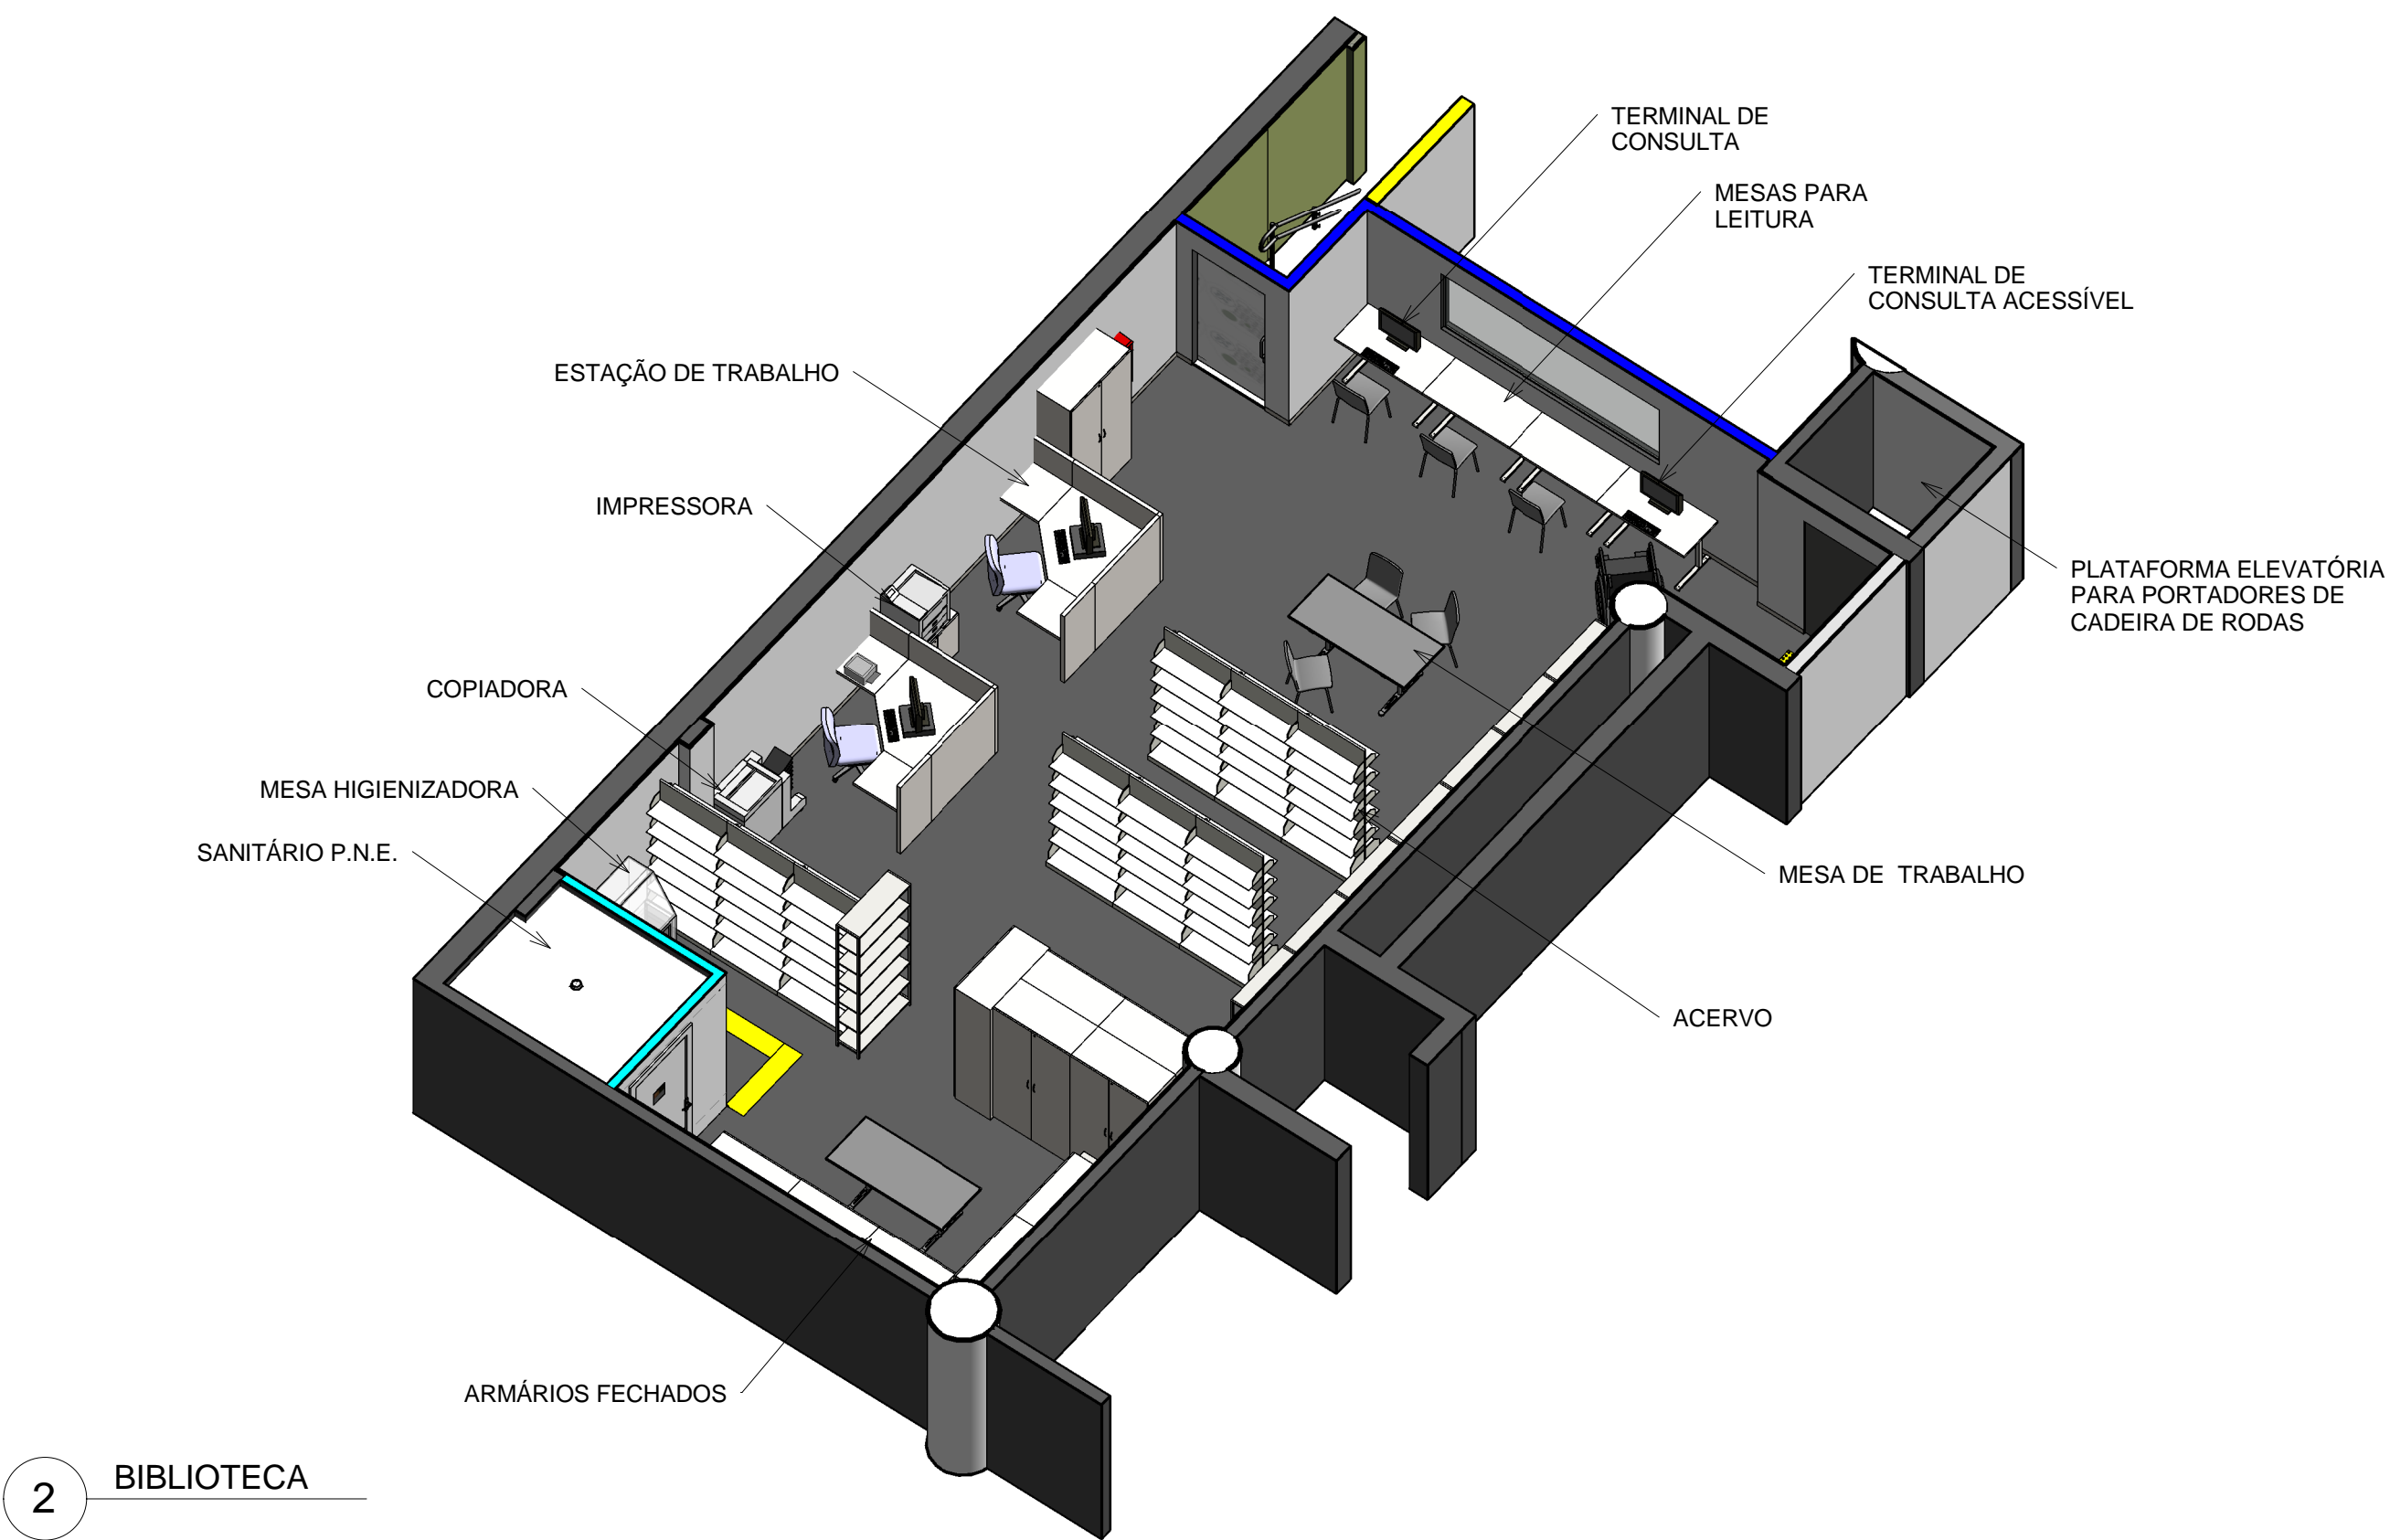 TERMINAL DE
CONSULTA
MESAS PARA
LEITURA
TERMINAL DE
CONSULTA ACESSÍVEL
ESTAÇÃO DE TRABALHO
IMPRESSORA
PLATAFORMA ELEVATÓRIA
PARA PORTADORES DE
CADEIRA DE RODAS
COPIADORA
MESA HIGIENIZADORA
SANITÁRIO P.N.E.
MESA DE TRABALHO
ACERVO
ARMÁRIOS FECHADOS
2 BIBLIOTECA